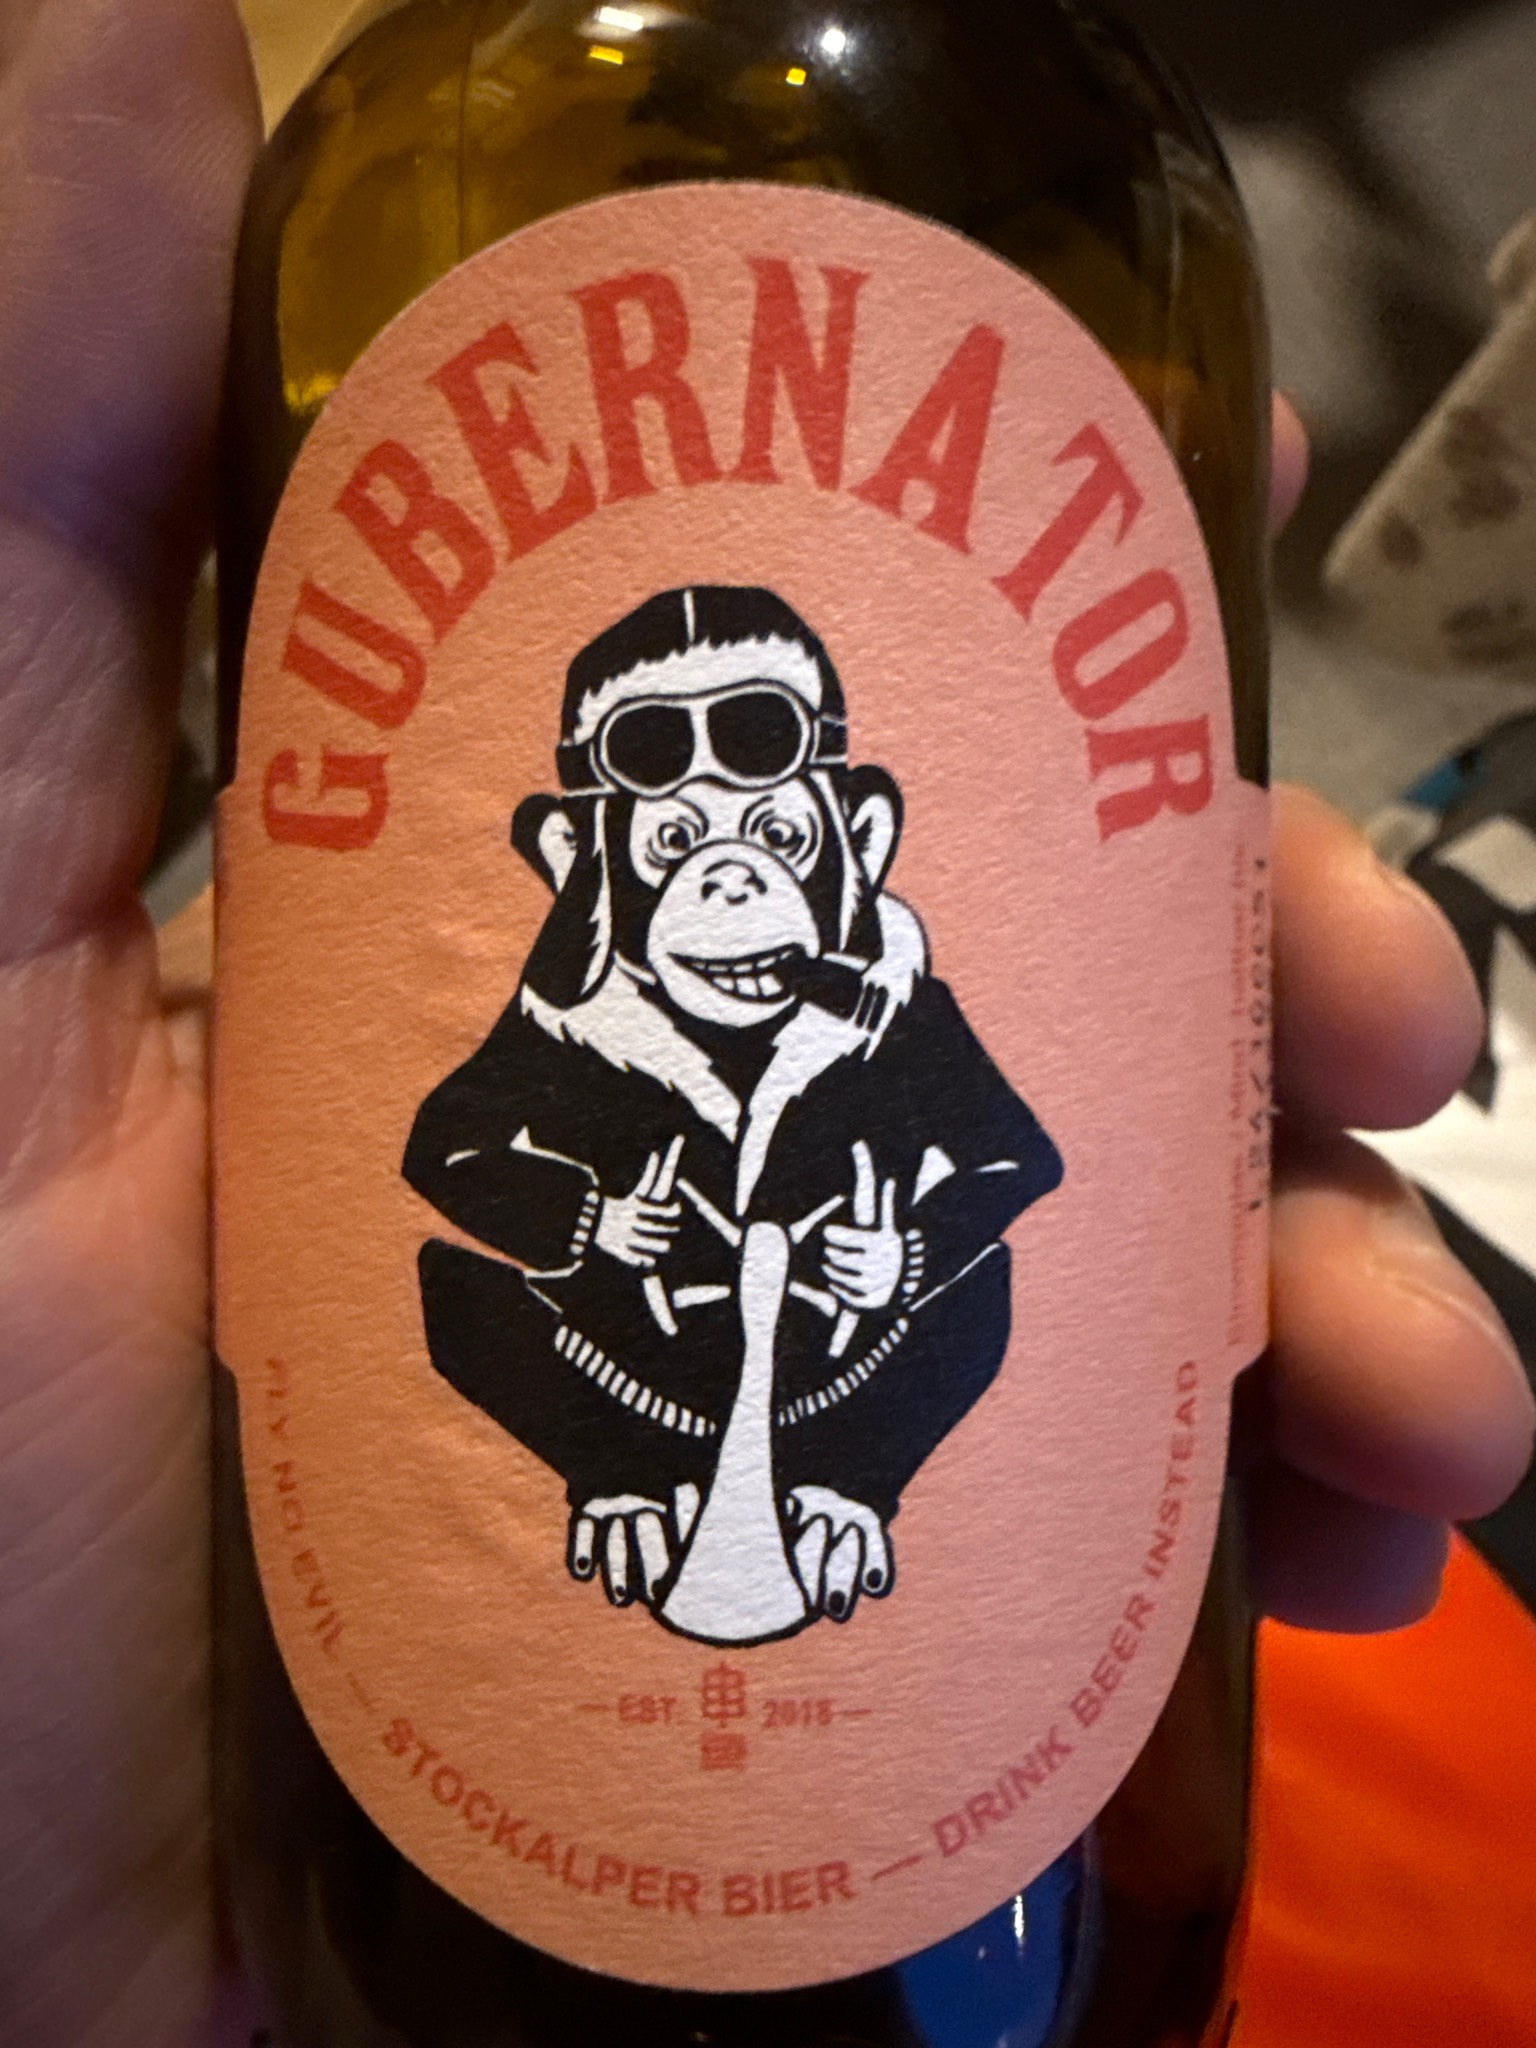 GUBERNATOR
FLY NO EVIL — STOCKALPER BIER — DRINK BEER INSTEAD
— EST. 2018 —